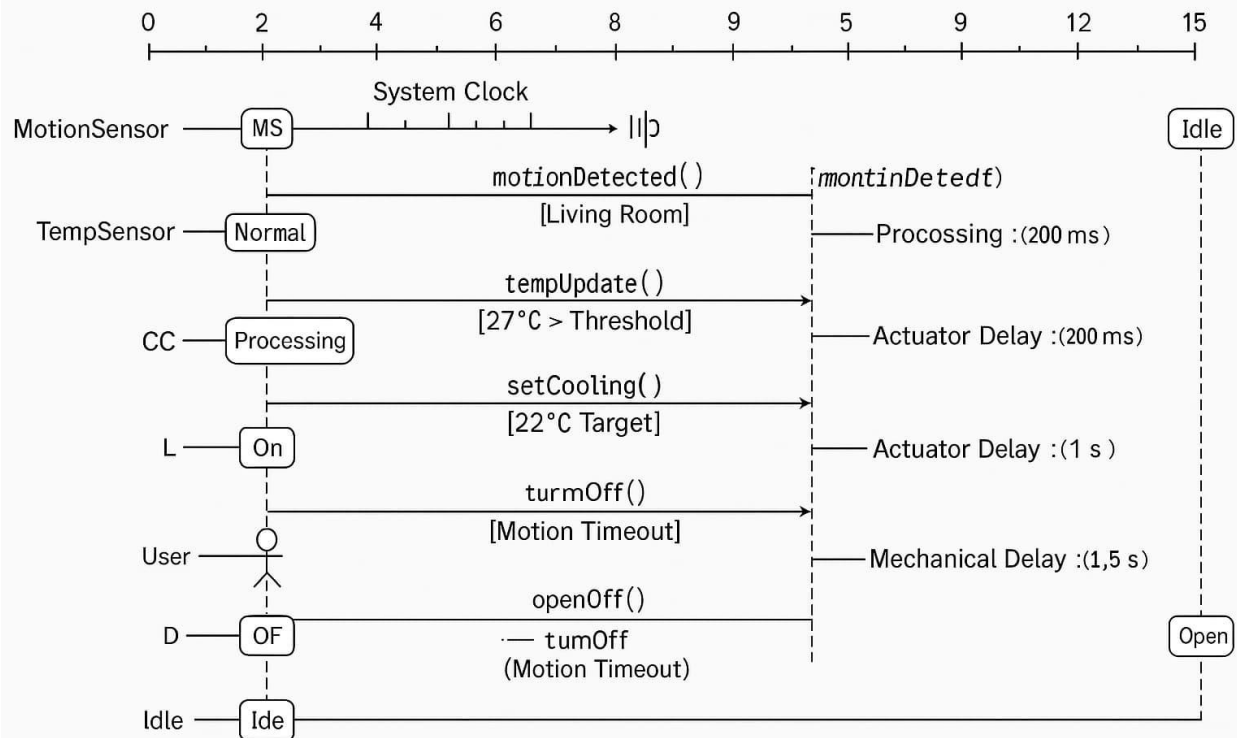 0 2 4 6 8 9 5 9 12 15
System Clock
MotionSensor MS Idle
motionDetected() montinDetedf)
[Living Room]
TempSensor Normal Procossing :(200 ms)
tempUpdate()
[27°C > Threshold]
CC Processing Actuator Delay :(200 ms)
setCooling()
[22°C Target]
L On Actuator Delay :(1 s)
turmOff()
[Motion Timeout]
User Mechanical Delay :(1,5 s)
openOff()
D OF tumOff Open
(Motion Timeout)
Idle Ide